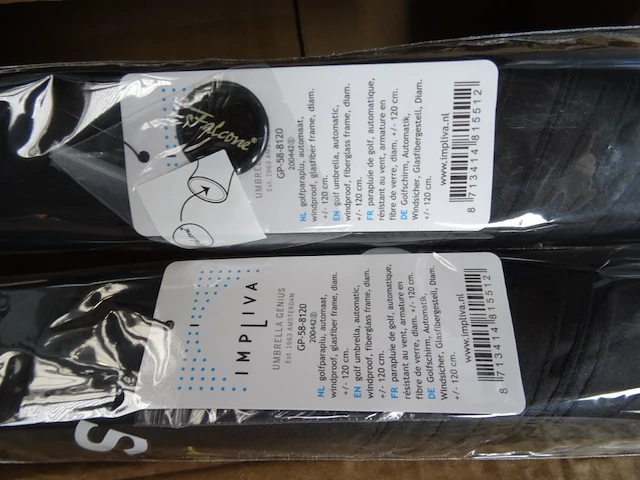 Falcone®
UMBRELLA GENIUS
Est. 1963 AMSTERDAM
GP-58-8120
200442
NL golfparaplu, automaat,
windproof, glasfiber frame, diam.
+/- 120 cm.
EN golf umbrella, automatic,
windproof, fiberglass frame, diam.
+/- 120 cm.
FR parapluie de golf, automatique,
résistant au vent, armature en
fibre de verre, diam. +/- 120 cm.
DE Golfschirm, Automatik,
Windsicher, Glasfibergestell, Diam.
+/- 120 cm.
www.impliva.nl
8 713414 815512
IMPLIVA
UMBRELLA GENIUS
Est. 1963 AMSTERDAM
GP-58-8120
200442
NL golfparaplu, automaat,
windproof, glasfiber frame, diam.
+/- 120 cm.
EN golf umbrella, automatic,
windproof, fiberglass frame, diam.
+/- 120 cm.
FR parapluie de golf, automatique,
résistant au vent, armature en
fibre de verre, diam. +/- 120 cm.
DE Golfschirm, Automatik,
Windsicher, Glasfibergestell, Diam.
+/- 120 cm.
www.impliva.nl
8 713414 815512
S